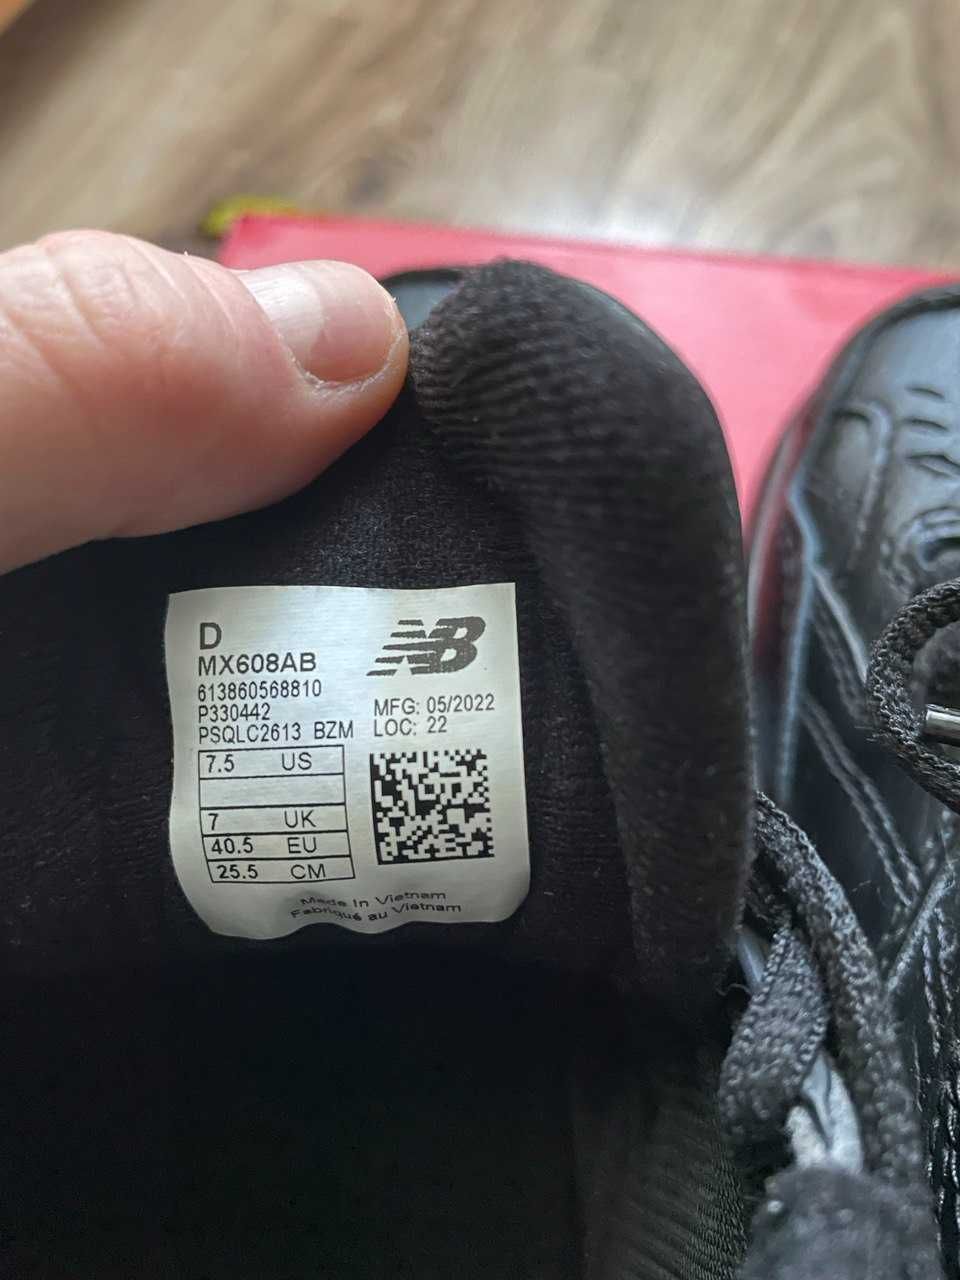 D
MX608AB
613860568810
P330442
PSQLC2613 BZM
NB
MFG: 05/2022
LOC: 22
7.5 US
7 UK
40.5 EU
25.5 CM
Made In Vietnam
Fabriqué au Vietnam